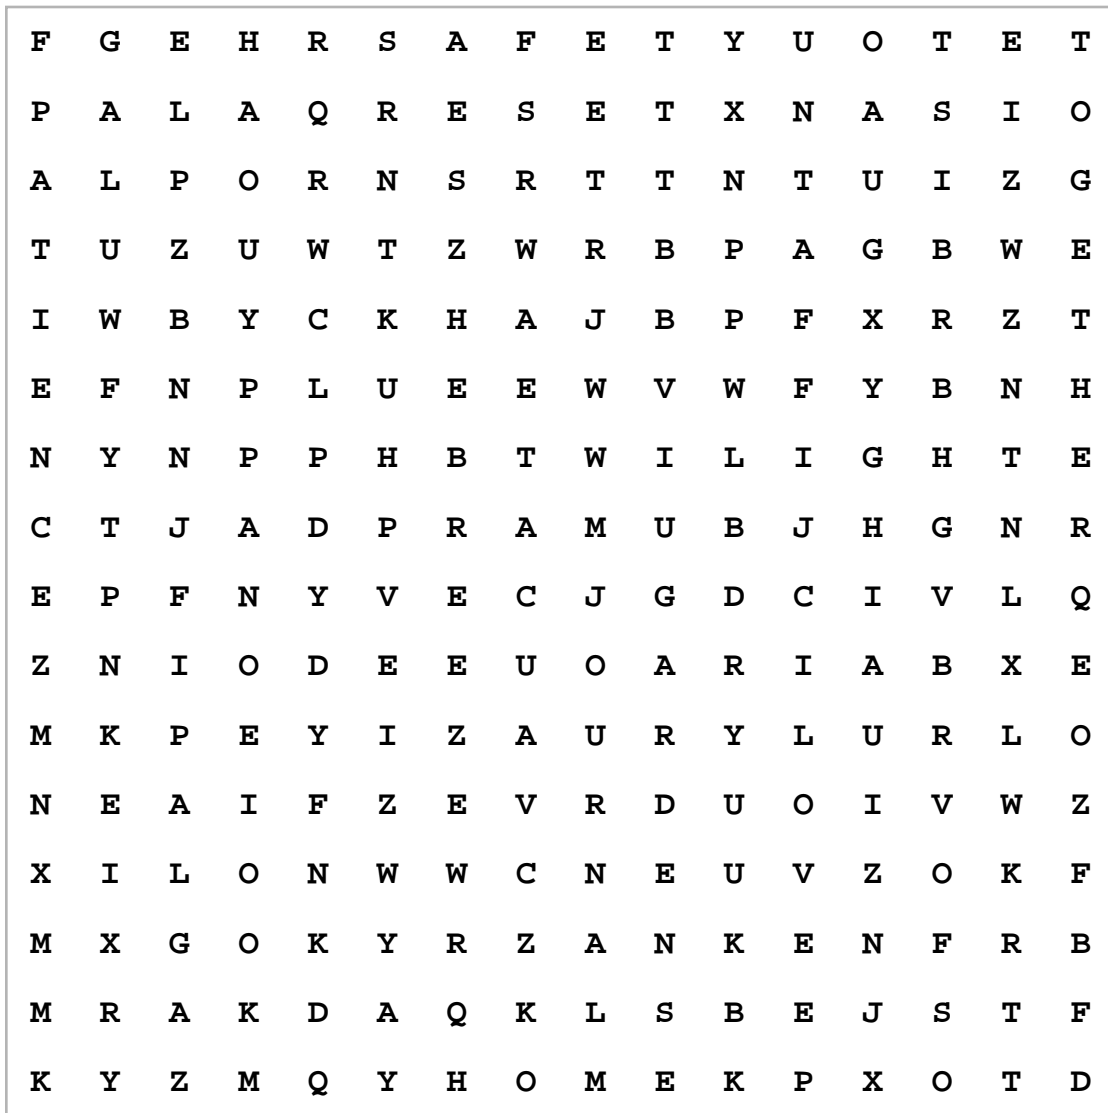 F G E H R S A F E T Y U O T E T
P A L A Q R E S E T X N A S I O
A L P O R N S R T T N T U I Z G
T U Z U W T Z W R B P A G B W E
I W B Y C K H A J B P F X R Z T
E F N P L U E E W V W F Y B N H
N Y N P P H B T W I L I G H T E
C T J A D P R A M U B J H G N R
E P F N Y V E C J G D C I V L Q
Z N I O D E E U O A R I A B X E
M K P E Y I Z A U R Y L U R L O
N E A I F Z E V R D U O I V W Z
X I L O N W W C N E U V Z O K F
M X G O K Y R Z A N K E N F R B
M R A K D A Q K L S B E J S T F
K Y Z M Q Y H O M E K P X O T D